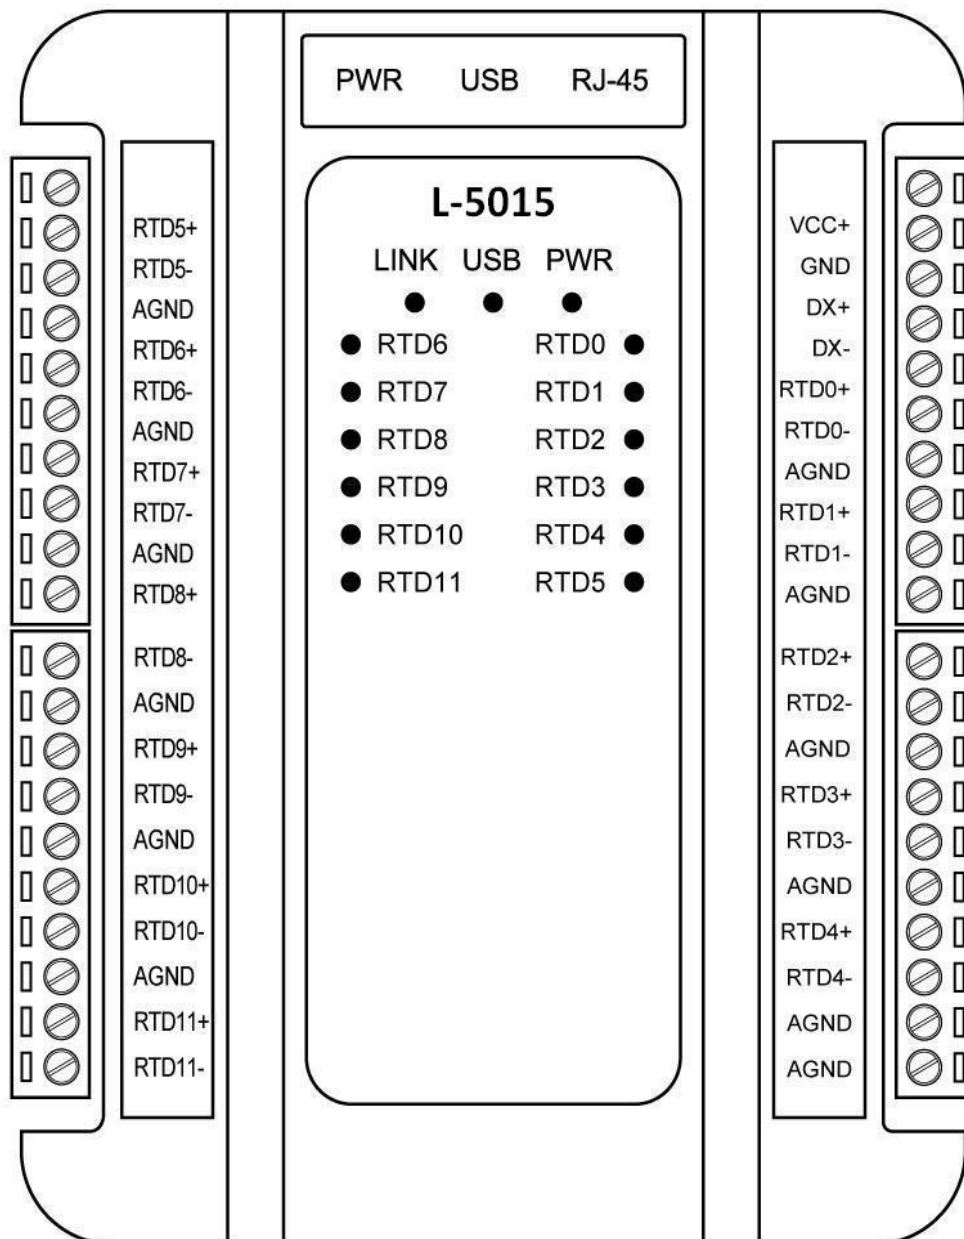 PWR USB RJ-45
L-5015
LINK USB PWR
RTD6 RTD0
RTD7 RTD1
RTD8 RTD2
RTD9 RTD3
RTD10 RTD4
RTD11 RTD5
RTD5+
RTD5-
AGND
RTD6+
RTD6-
AGND
RTD7+
RTD7-
AGND
RTD8+
RTD8-
AGND
RTD9+
RTD9-
AGND
RTD10+
RTD10-
AGND
RTD11+
RTD11-
VCC+
GND
DX+
DX-
RTD0+
RTD0-
AGND
RTD1+
RTD1-
AGND
RTD2+
RTD2-
AGND
RTD3+
RTD3-
AGND
RTD4+
RTD4-
AGND
AGND